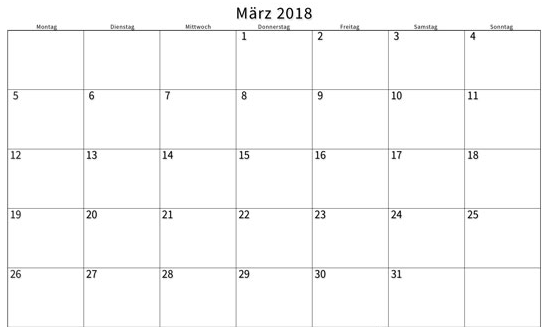 März 2018
Montag Dienstag Mittwoch Donnerstag Freitag Samstag Sonntag
1 2 3 4
5 6 7 8 9 10 11
12 13 14 15 16 17 18
19 20 21 22 23 24 25
26 27 28 29 30 31